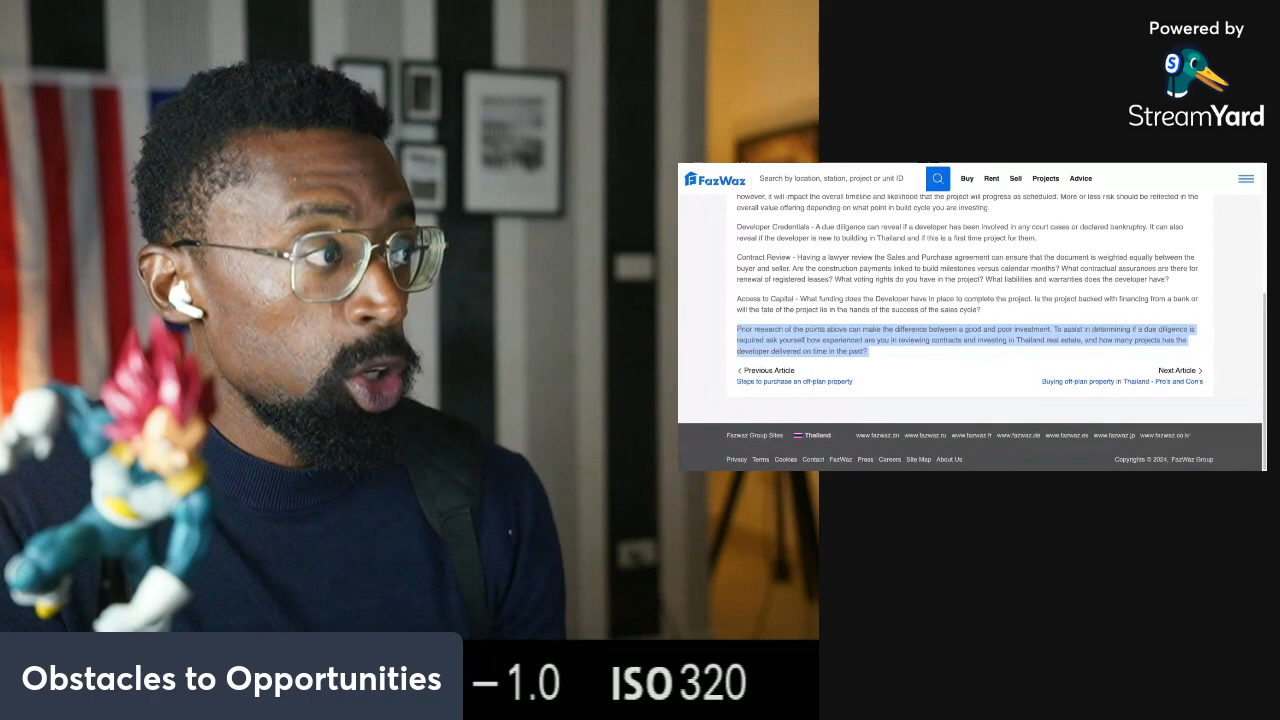 Powered by
StreamYard
FazWaz
Search by location, station, project or unit ID
Buy Rent Sell Projects Advice
however, it will impact the overall timeline and likelihood that the project will progress as scheduled. More or less risk should be reflected in the
overall value offering depending on what point in build cycle you are investing.
Developer Credentials - A due diligence can reveal if a developer has been involved in any court cases or declared bankruptcy. It can also
reveal if the developer is new to building in Thailand and if this is a first time project for them.
Contract Review - Having a lawyer review the Sales and Purchase agreement can ensure that the document is weighted equally between the
buyer and seller. Are the construction payments linked to build milestones versus calendar months? What contractual assurances are there for
renewal of registered leases? What voting rights do you have in the project? What liabilities and warranties does the developer have?
Access to Capital - What funding does the Developer have in place to complete the project. Is the project backed with financing from a bank or
will the fate of the project lie in the hands of the success of the sales cycle?
Prior research of the points above can make the difference between a good and poor investment. To assist in determining if a due diligence is
required ask yourself how experienced are you in reviewing contracts and investing in Thailand real estate, and how many projects has the
developer delivered on time in the past?
Previous Article
Next Article
Steps to purchase an off-plan property
Buying off-plan property in Thailand - Pro's and Con's
Fazwaz Group Sites Thailand www.fazwaz.cn www.fazwaz.ru www.fazwaz.fr www.fazwaz.de www.fazwaz.es www.fazwaz.jp www.fazwaz.co.kr
Privacy Terms Cookies Contact FazWaz Press Careers Site Map About Us
Copyrights © 2024, FazWaz Group
Obstacles to Opportunities
– 1.0 ISO 320